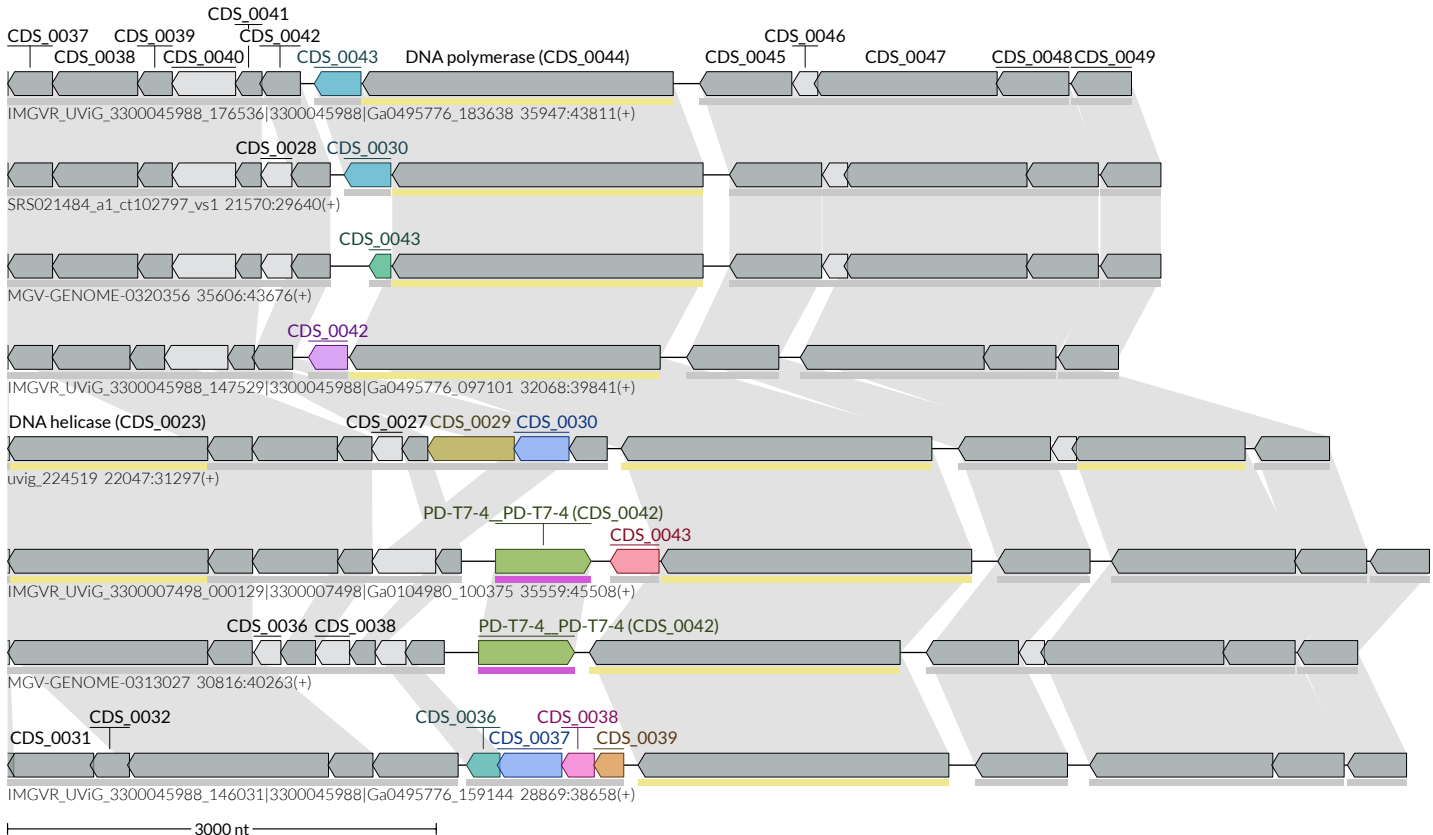 CDS_0041
CDS_0037 CDS_0039 CDS_0042 CDS_0046
CDS_0038 CDS_0040 CDS_0043 DNA polymerase (CDS_0044) CDS_0045 CDS_0047 CDS_0048 CDS_0049
IMGVR_UViG_3300045988_176536|3300045988|Ga0495776_183638 35947:43811(+)
CDS_0028 CDS_0030
SRS021484_a1_ct102797_vs1 21570:29640(+)
CDS_0043
MGV-GENOME-0320356 35606:43676(+)
CDS_0042
IMGVR_UViG_3300045988_147529|3300045988|Ga0495776_097101 32068:39841(+)
DNA helicase (CDS_0023) CDS_0027 CDS_0029 CDS_0030
uvig_224519 22047:31297(+)
PD-T7-4__PD-T7-4 (CDS_0042)
CDS_0043
IMGVR_UViG_3300007498_000129|3300007498|Ga0104980_100375 35559:45508(+)
CDS_0036 CDS_0038 PD-T7-4__PD-T7-4 (CDS_0042)
MGV-GENOME-0313027 30816:40263(+)
CDS_0032 CDS_0036 CDS_0038
CDS_0031 CDS_0037 CDS_0039
IMGVR_UViG_3300045988_146031|3300045988|Ga0495776_159144 28869:38658(+)
3000 nt